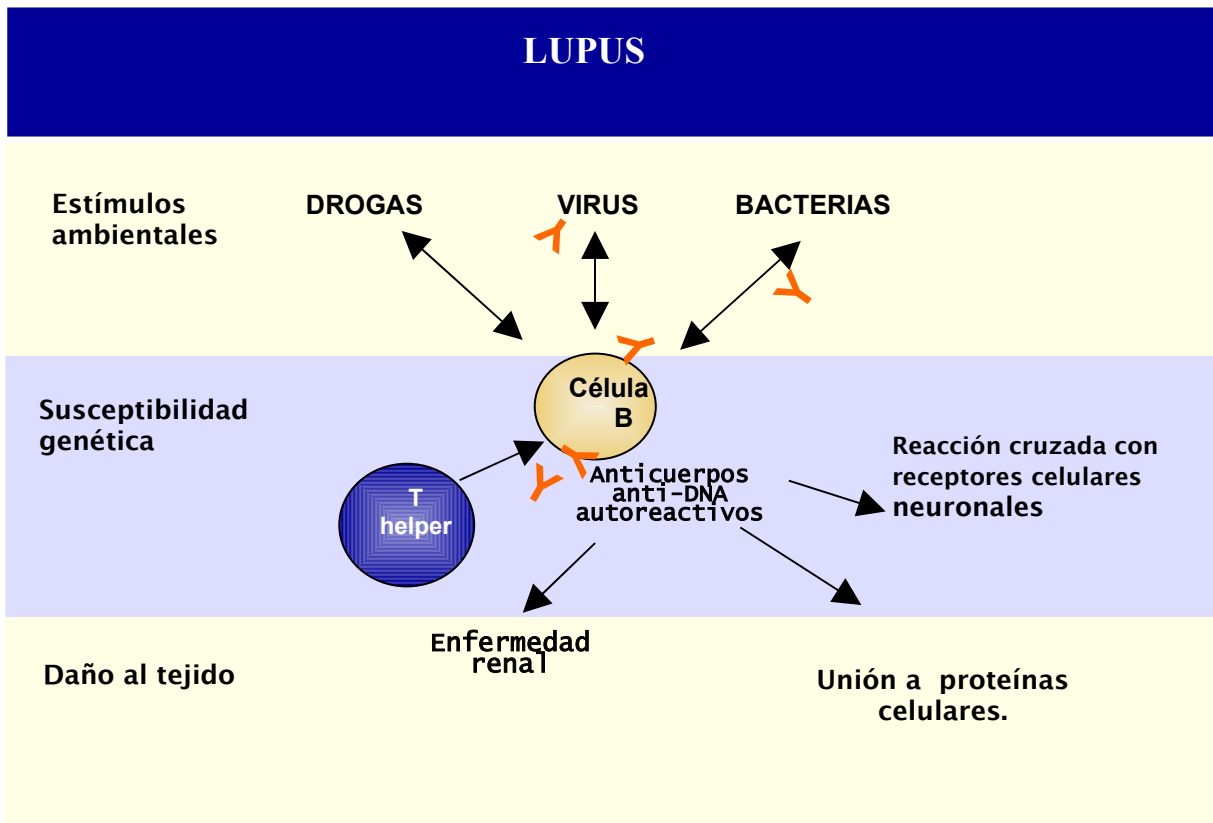 LUPUS
Estímulos
ambientales
DROGAS
VIRUS
BACTERIAS
Célula
B
Susceptibilidad
genética
T
helper
Anticuerpos
anti-DNA
autoreactivos
Reacción cruzada con
receptores celulares
neuronales
Enfermedad
renal
Daño al tejido
Unión a proteínas
celulares.